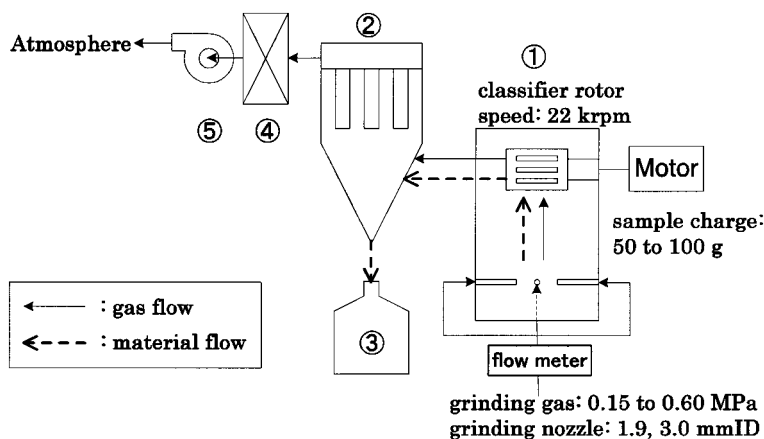 Atmosphere
②
①
classifier rotor
speed: 22 krpm
⑤
④
Motor
sample charge:
50 to 100 g
: gas flow
: material flow
③
flow meter
grinding gas: 0.15 to 0.60 MPa
grinding nozzle: 1.9, 3.0 mmID